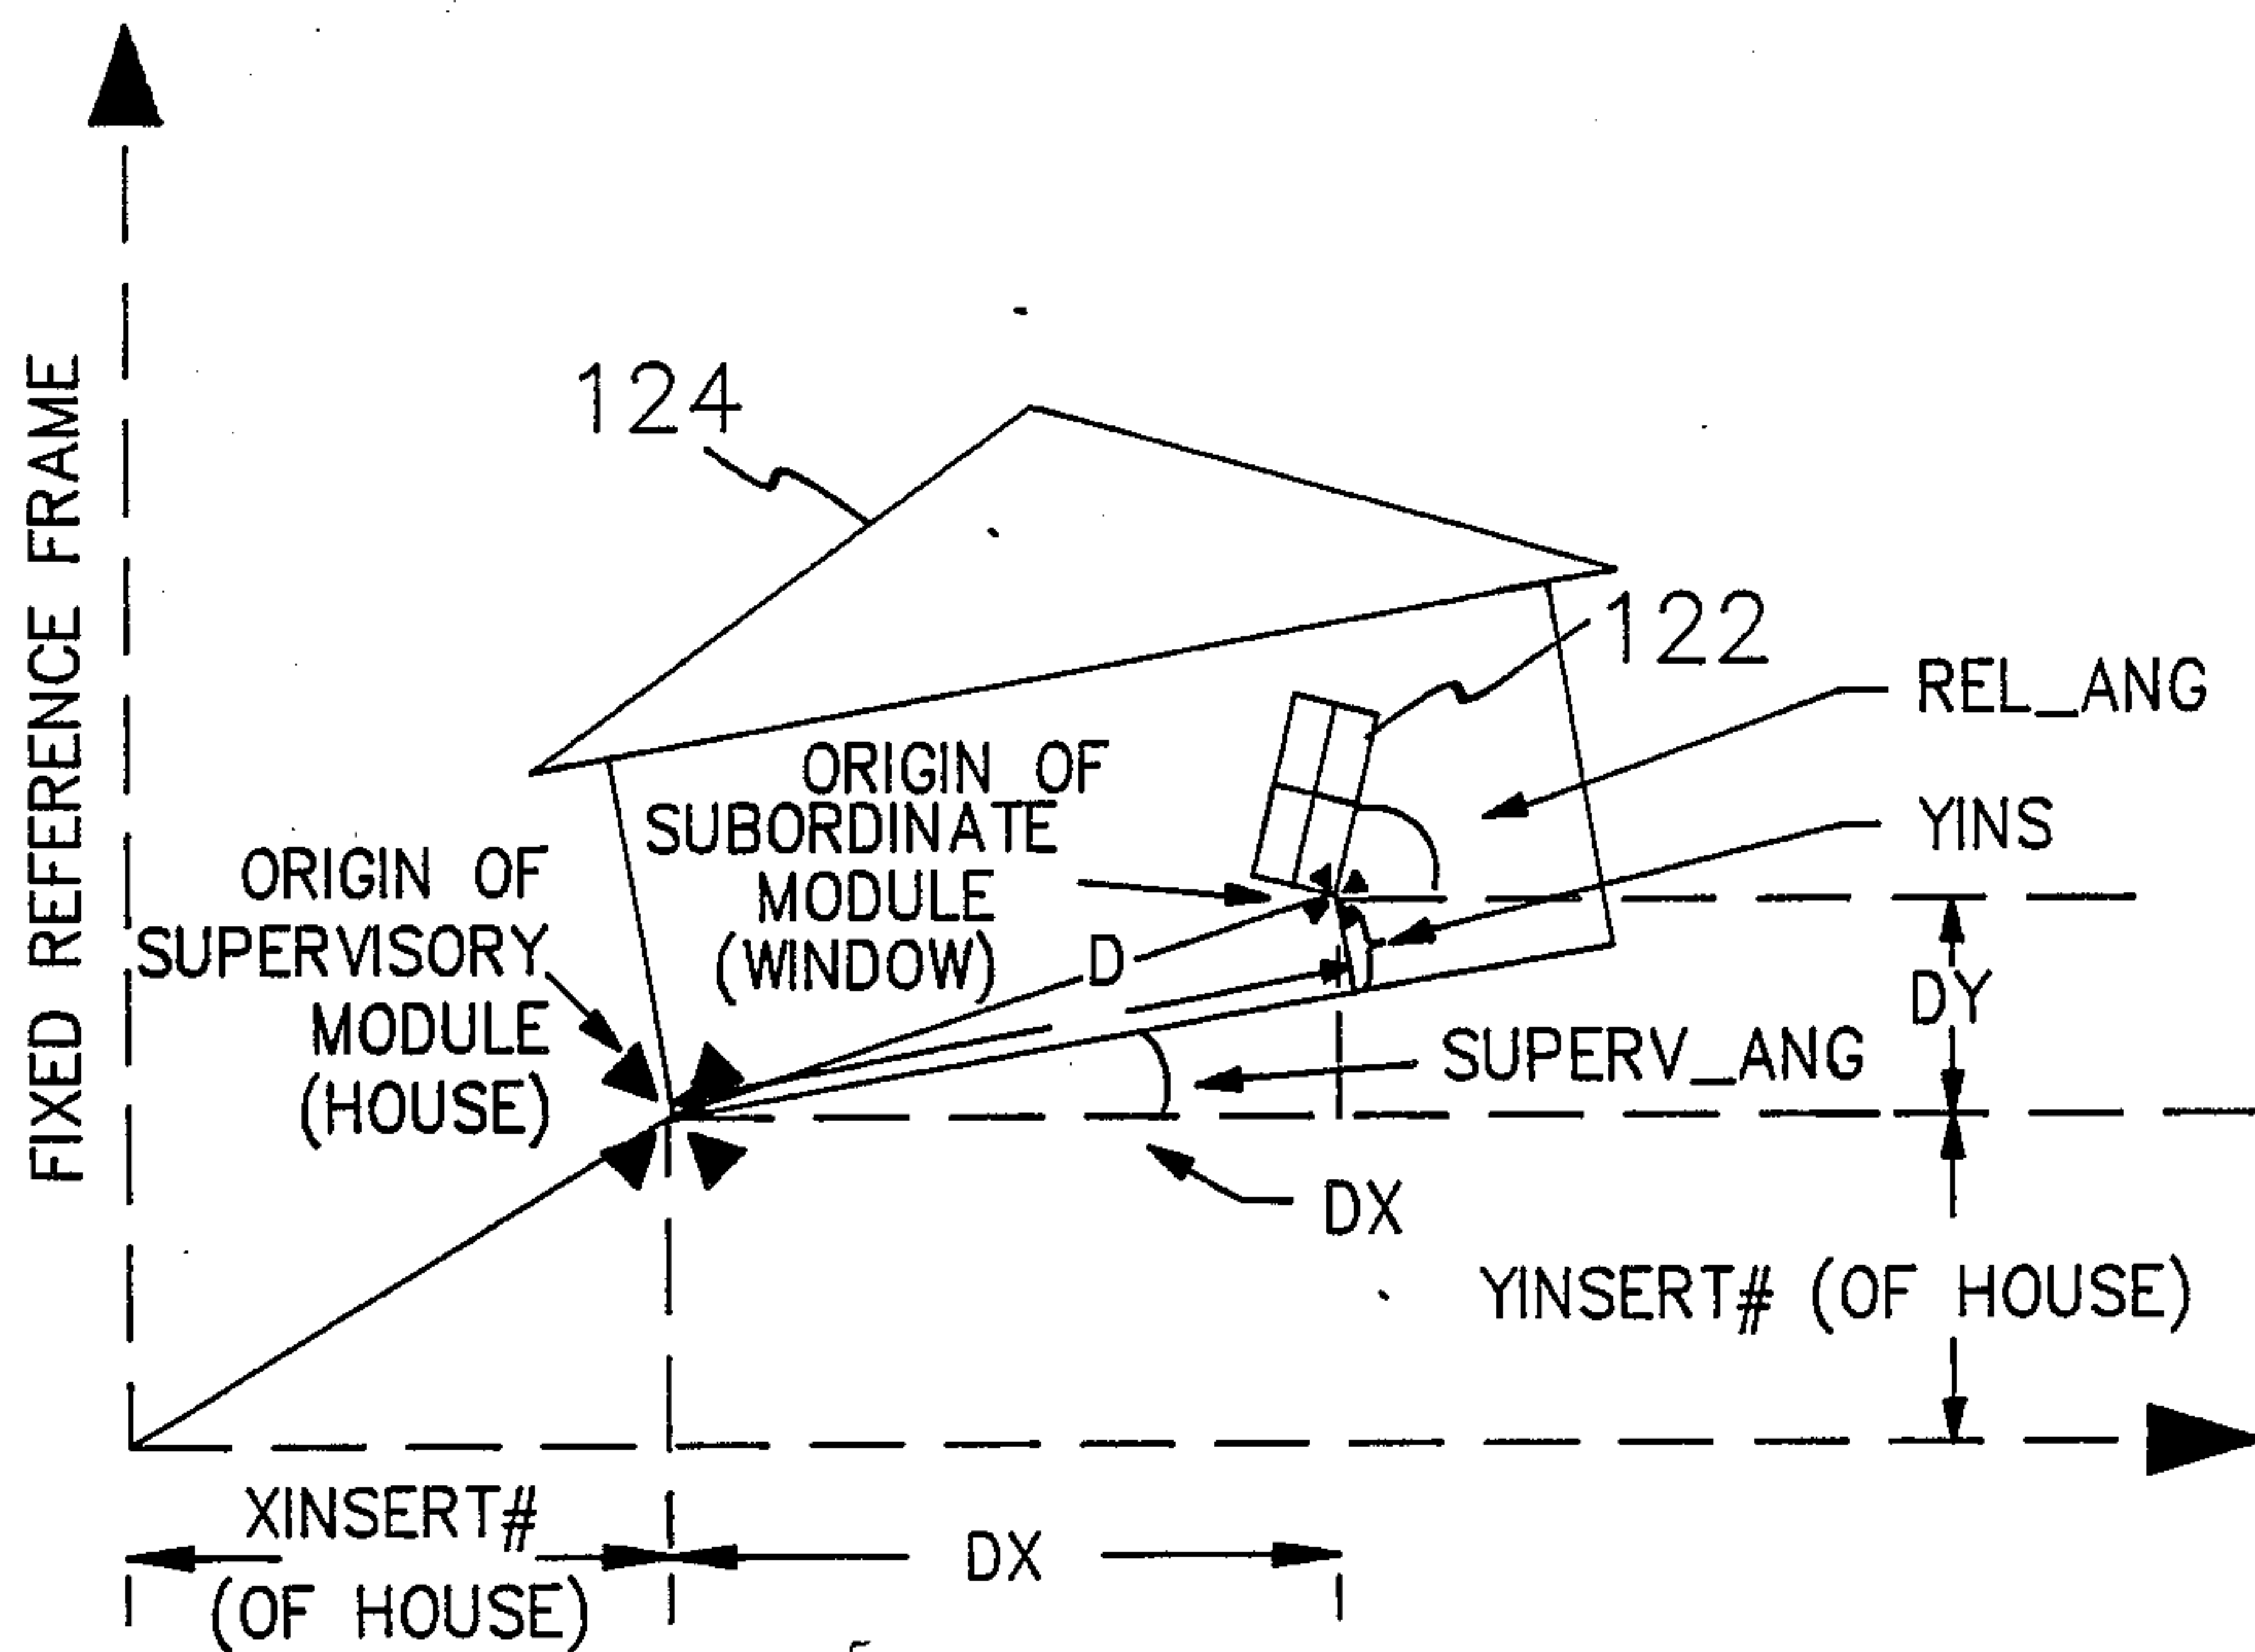 FIXED REFERENCE FRAME
124
122
REL_ANG
ORIGIN OF
SUBORDINATE
MODULE
(WINDOW)
YINS
ORIGIN OF
SUPERVISORY
MODULE
(HOUSE)
D
DY
SUPERV_ANG
DX
YINSERT# (OF HOUSE)
XINSERT#
(OF HOUSE)
DX